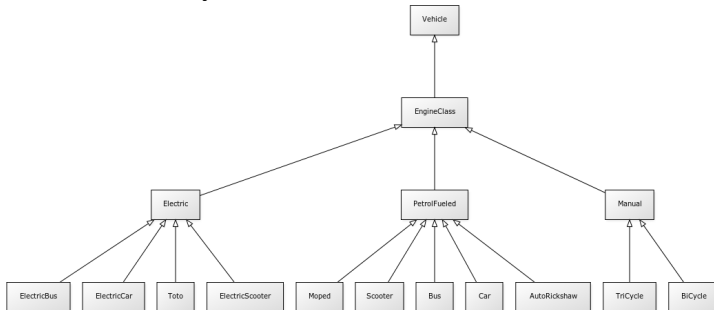 Vehicle
EngineClass
Electric
PetrolFueled
Manual
ElectricBus
ElectricCar
Toto
ElectricScooter
Moped
Scooter
Bus
Car
AutoRickshaw
TriCycle
BiCycle